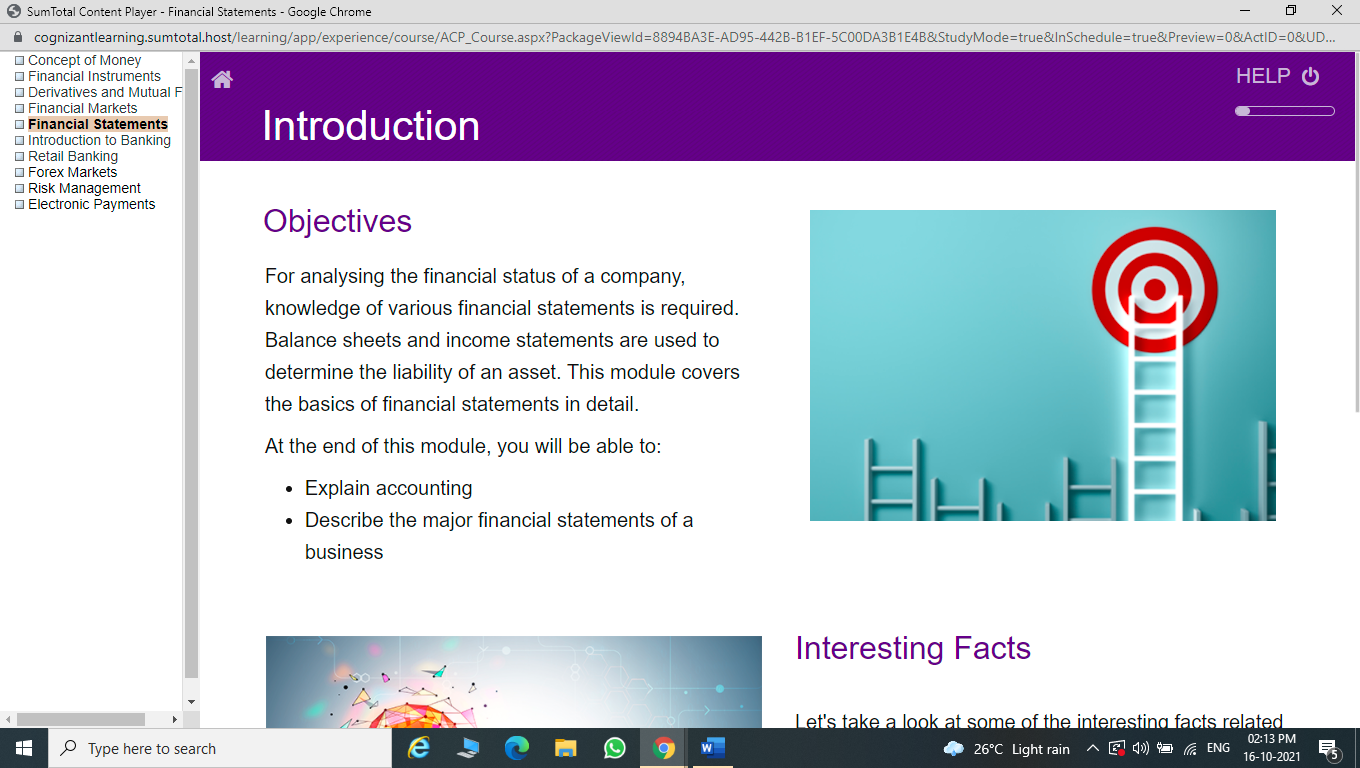 SumTotal Content Player - Financial Statements - Google Chrome
cognizantlearning.sumtotal.host/learning/app/experience/course/ACP_Course.aspx?PackageViewId=8894BA3E-AD95-442B-B1EF-5C00DA3B1E4B&StudyMode=true&InSchedule=true&Preview=0&ActID=0&UD...
Concept of Money
Financial Instruments
Derivatives and Mutual F
Financial Markets
Financial Statements
Introduction to Banking
Retail Banking
Forex Markets
Risk Management
Electronic Payments
HELP
Introduction
Objectives
For analysing the financial status of a company,
knowledge of various financial statements is required.
Balance sheets and income statements are used to
determine the liability of an asset. This module covers
the basics of financial statements in detail.
At the end of this module, you will be able to:
• Explain accounting
• Describe the major financial statements of a
business
Interesting Facts
Let's take a look at some of the interesting facts related
Type here to search
26°C Light rain
ENG
02:13 PM
16-10-2021
5